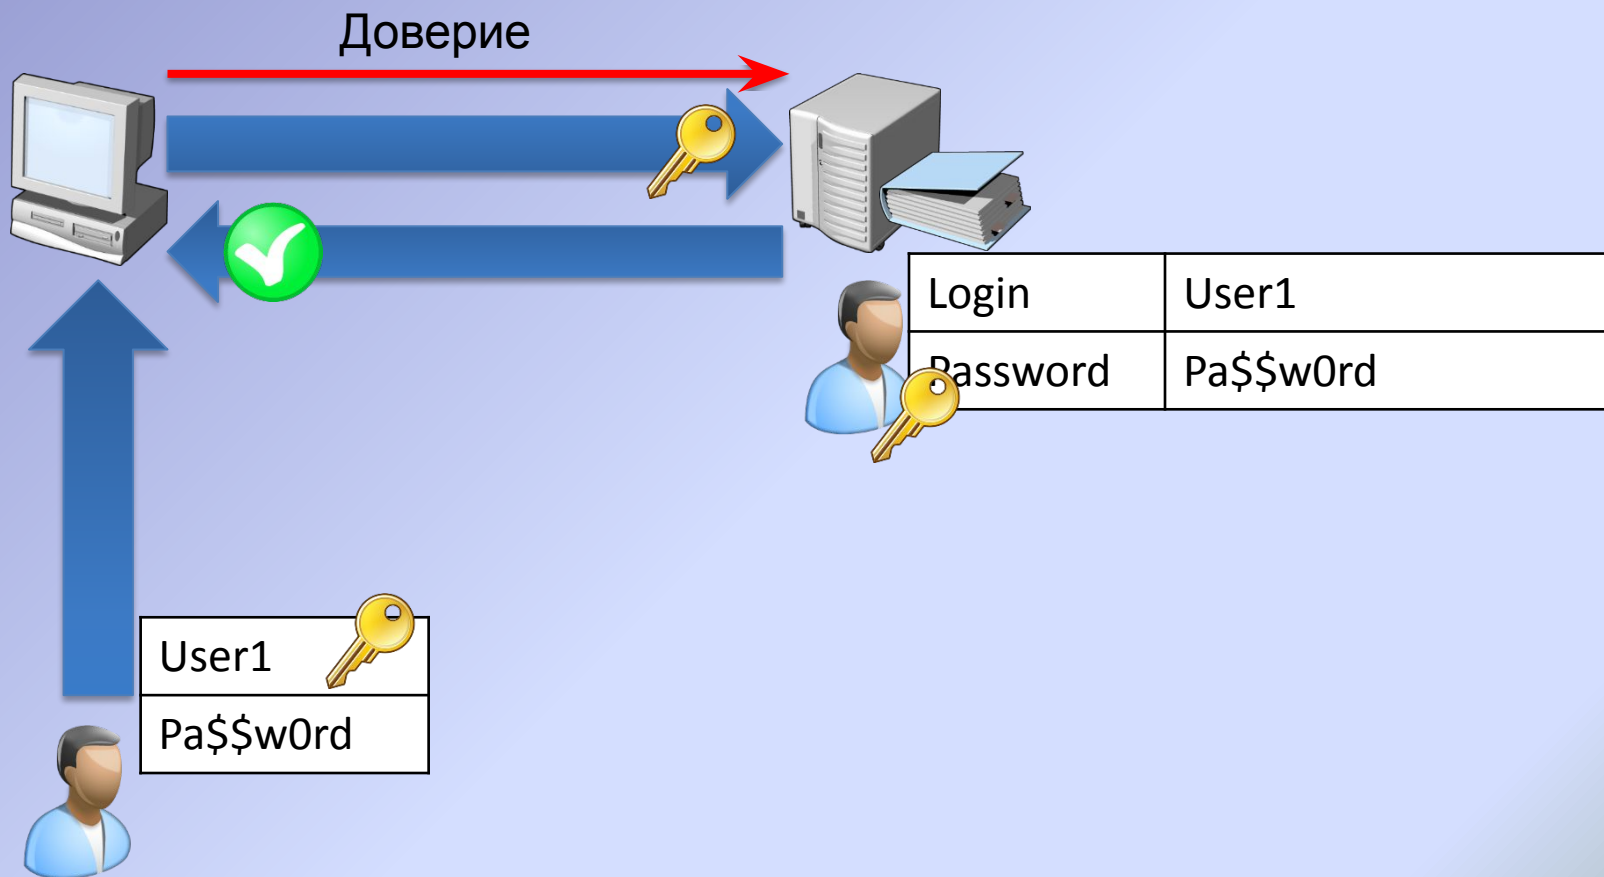 Доверие
Login User1
Password Pa$$w0rd
User1
Pa$$w0rd